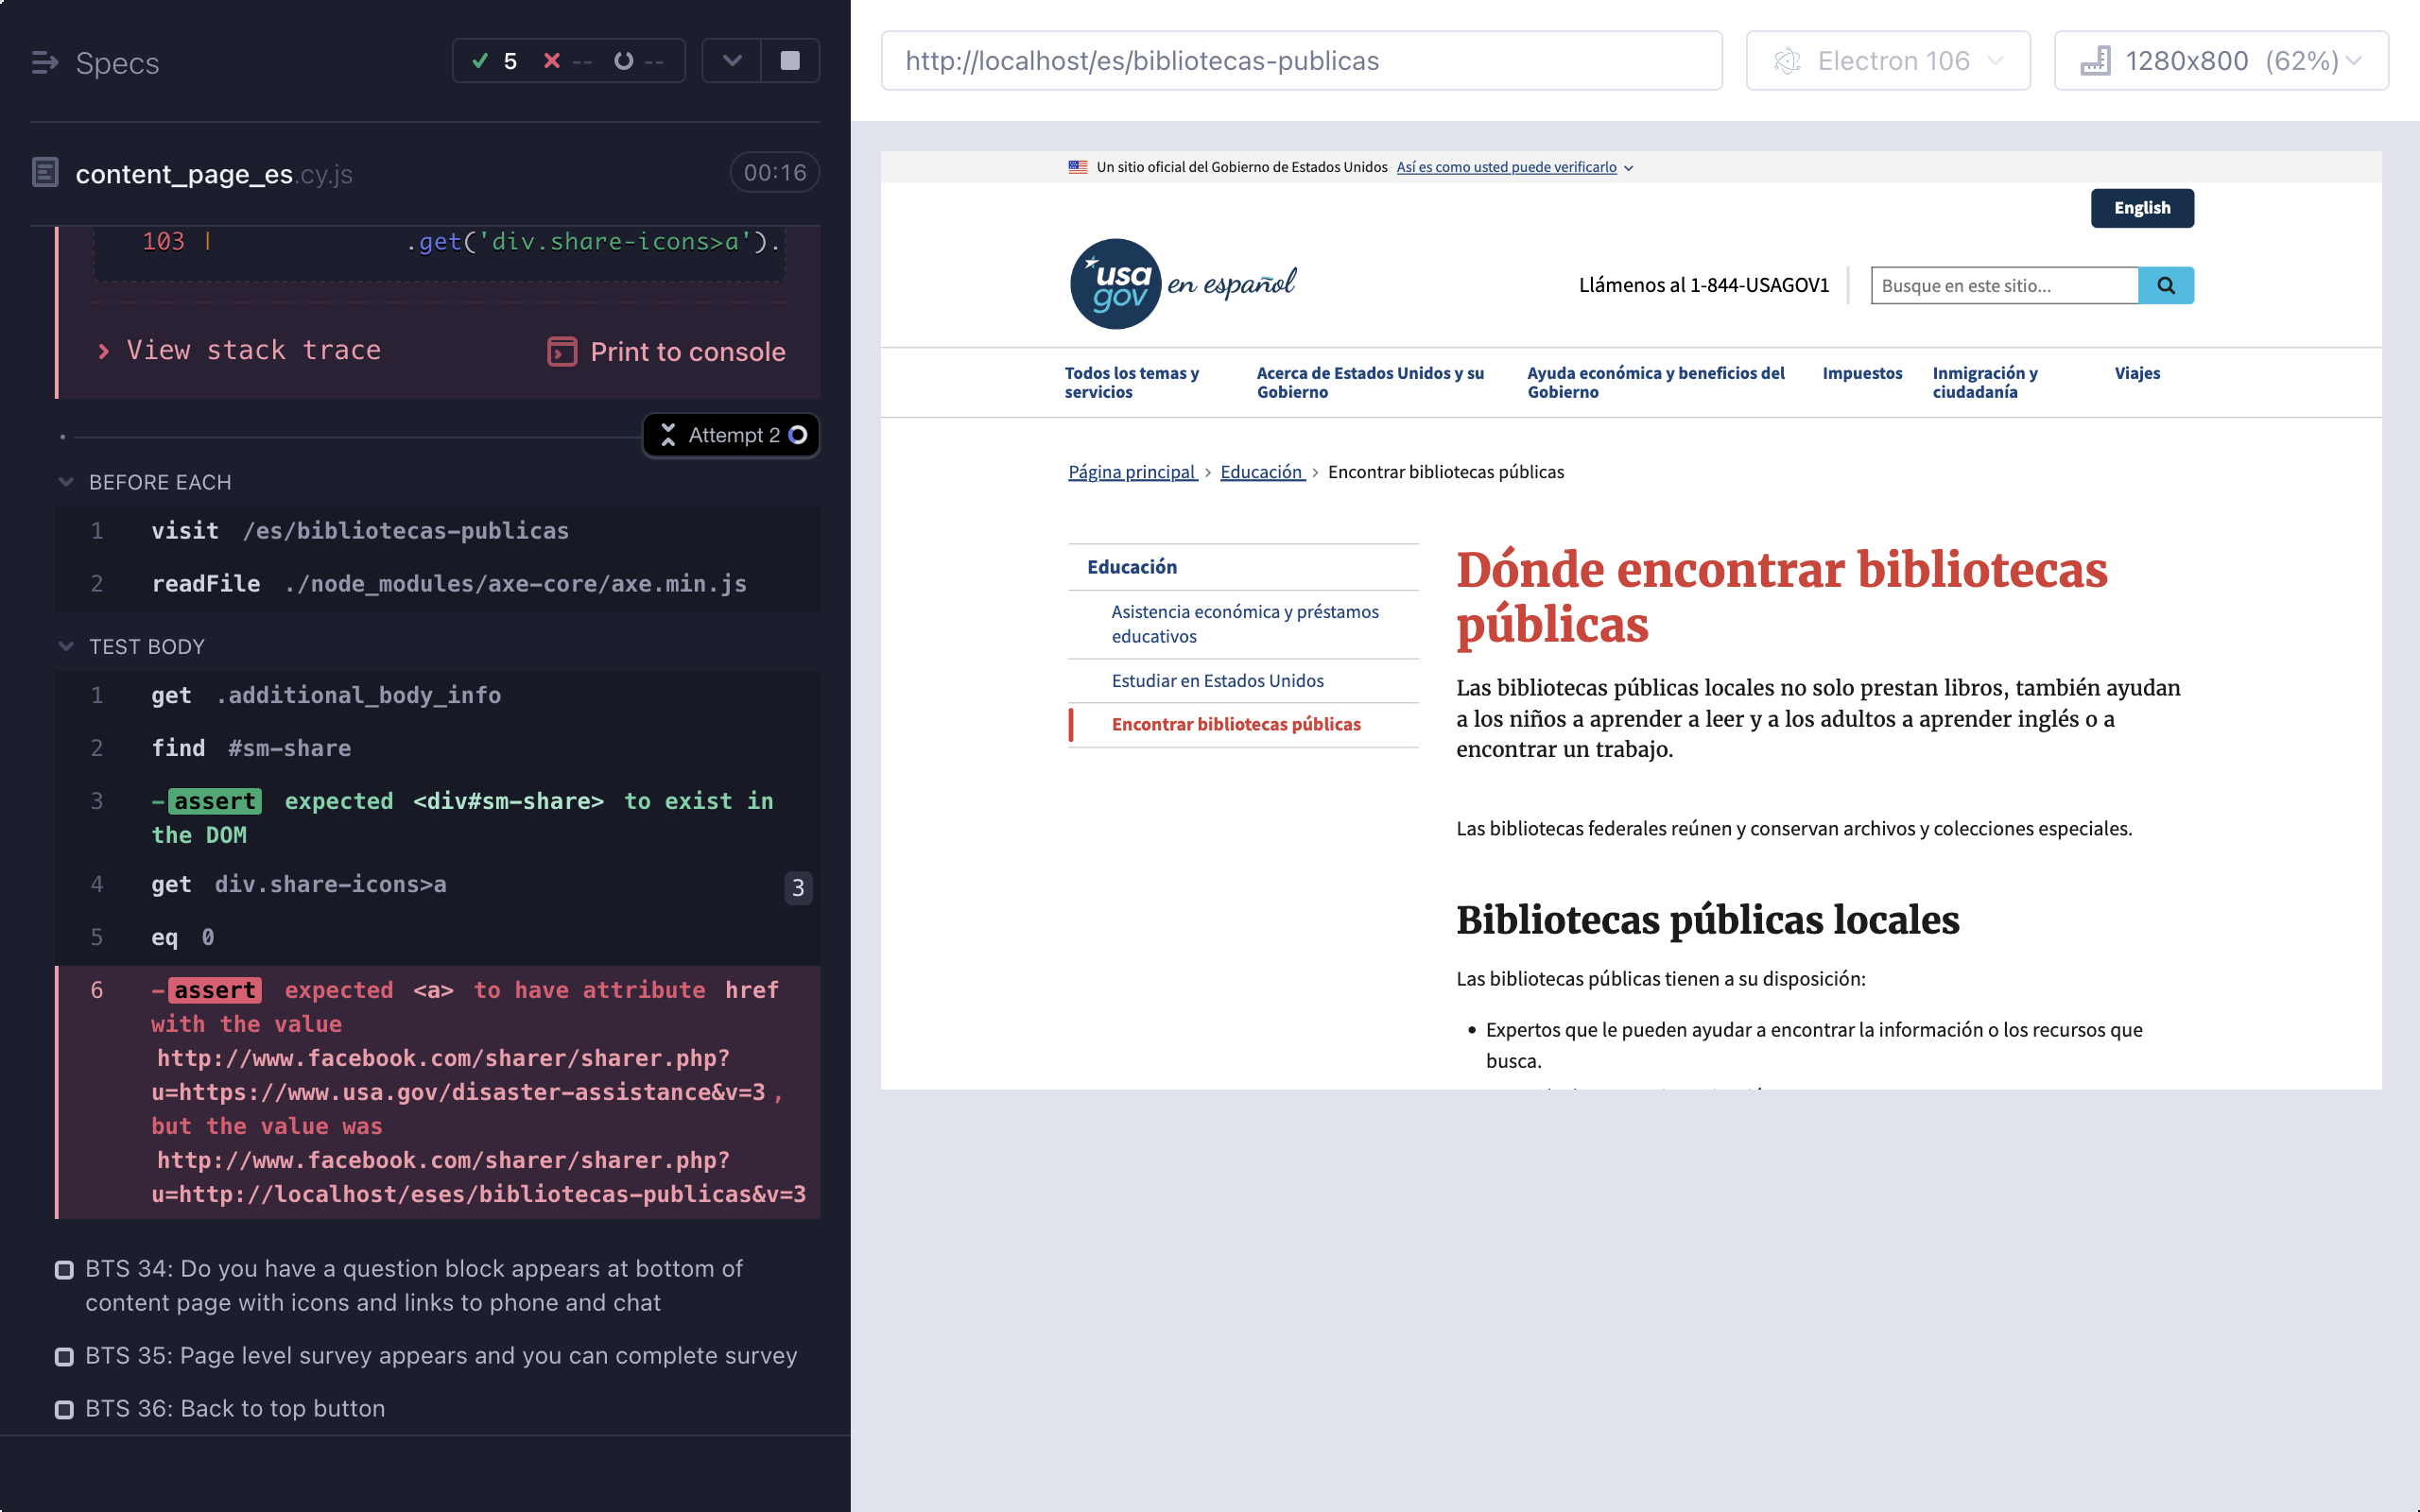 Specs
5 -- --
content_page_es.cy.js
00:16
103 | .get('div.share-icons>a').
View stack trace
Print to console
Attempt 2
BEFORE EACH
1 visit /es/bibliotecas-publicas
2 readFile ./node_modules/axe-core/axe.min.js
TEST BODY
1 get .additional_body_info
2 find #sm-share
3 -assert expected <div#sm-share> to exist in
the DOM
4 get div.share-icons>a 3
5 eq 0
6 -assert expected <a> to have attribute href
with the value
http://www.facebook.com/sharer/sharer.php?
u=https://www.usa.gov/disaster-assistance&v=3 ,
but the value was
http://www.facebook.com/sharer/sharer.php?
u=http://localhost/eses/bibliotecas-publicas&v=3
BTS 34: Do you have a question block appears at bottom of
content page with icons and links to phone and chat
BTS 35: Page level survey appears and you can complete survey
BTS 36: Back to top button
http://localhost/es/bibliotecas-publicas
Electron 106
1280x800 (62%)
Un sitio oficial del Gobierno de Estados Unidos Así es como usted puede verificarlo
English
usa
gov
en español
Llámenos al 1-844-USAGOV1
Busque en este sitio...
Todos los temas y
servicios
Acerca de Estados Unidos y su
Gobierno
Ayuda económica y beneficios del
Gobierno
Impuestos
Inmigración y
ciudadanía
Viajes
Página principal › Educación › Encontrar bibliotecas públicas
Educación
Asistencia económica y préstamos
educativos
Estudiar en Estados Unidos
Encontrar bibliotecas públicas
Dónde encontrar bibliotecas
públicas
Las bibliotecas públicas locales no solo prestan libros, también ayudan
a los niños a aprender a leer y a los adultos a aprender inglés o a
encontrar un trabajo.
Las bibliotecas federales reúnen y conservan archivos y colecciones especiales.
Bibliotecas públicas locales
Las bibliotecas públicas tienen a su disposición:
• Expertos que le pueden ayudar a encontrar la información o los recursos que
busca.